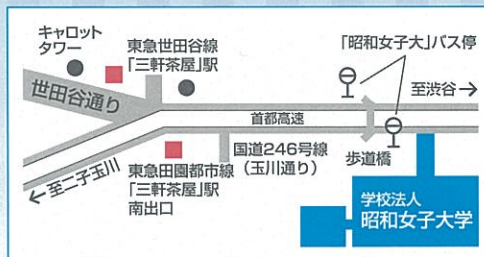 キャロット
タワー
東急世田谷線
「三軒茶屋」駅
「昭和女子大」バス停
至渋谷→
世田谷通り
首都高速
国道246号線
（玉川通り）
歩道橋
←至二子玉川
東急田園都市線
「三軒茶屋」駅
南出口
学校法人
昭和女子大学